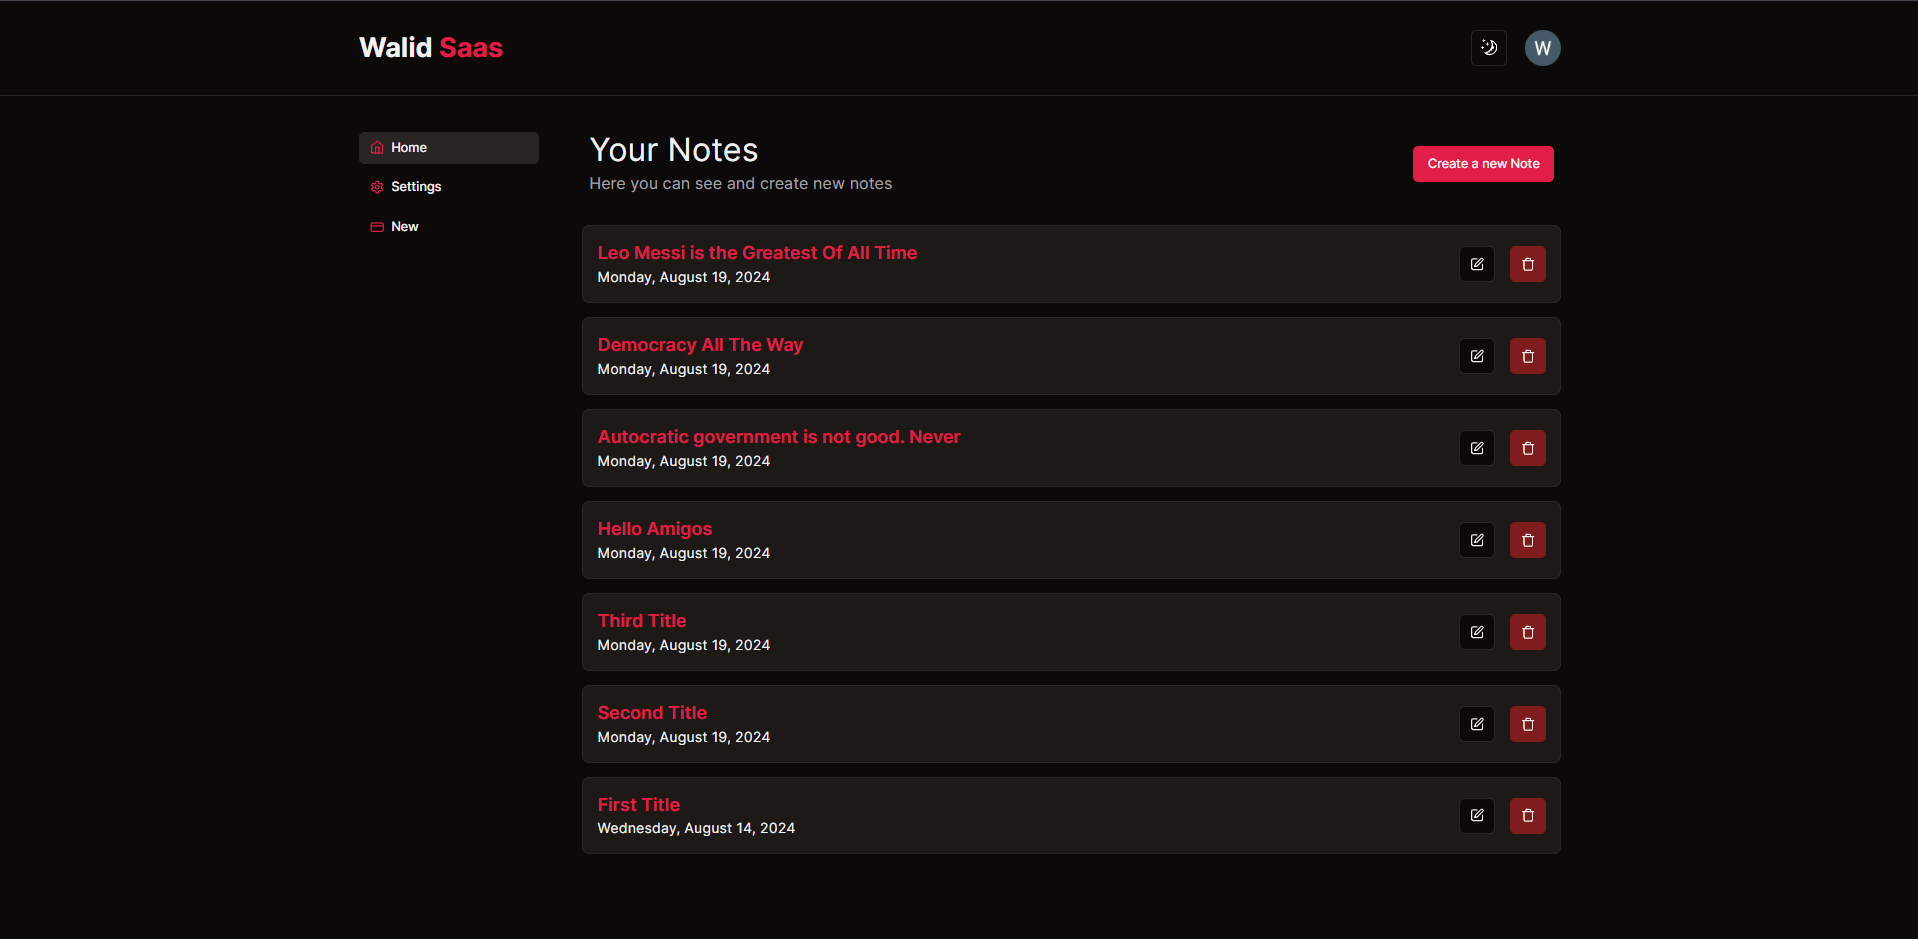 Walid Saas
W
Home
Settings
New
Your Notes
Here you can see and create new notes
Create a new Note
Leo Messi is the Greatest Of All Time
Monday, August 19, 2024
Democracy All The Way
Monday, August 19, 2024
Autocratic government is not good. Never
Monday, August 19, 2024
Hello Amigos
Monday, August 19, 2024
Third Title
Monday, August 19, 2024
Second Title
Monday, August 19, 2024
First Title
Wednesday, August 14, 2024